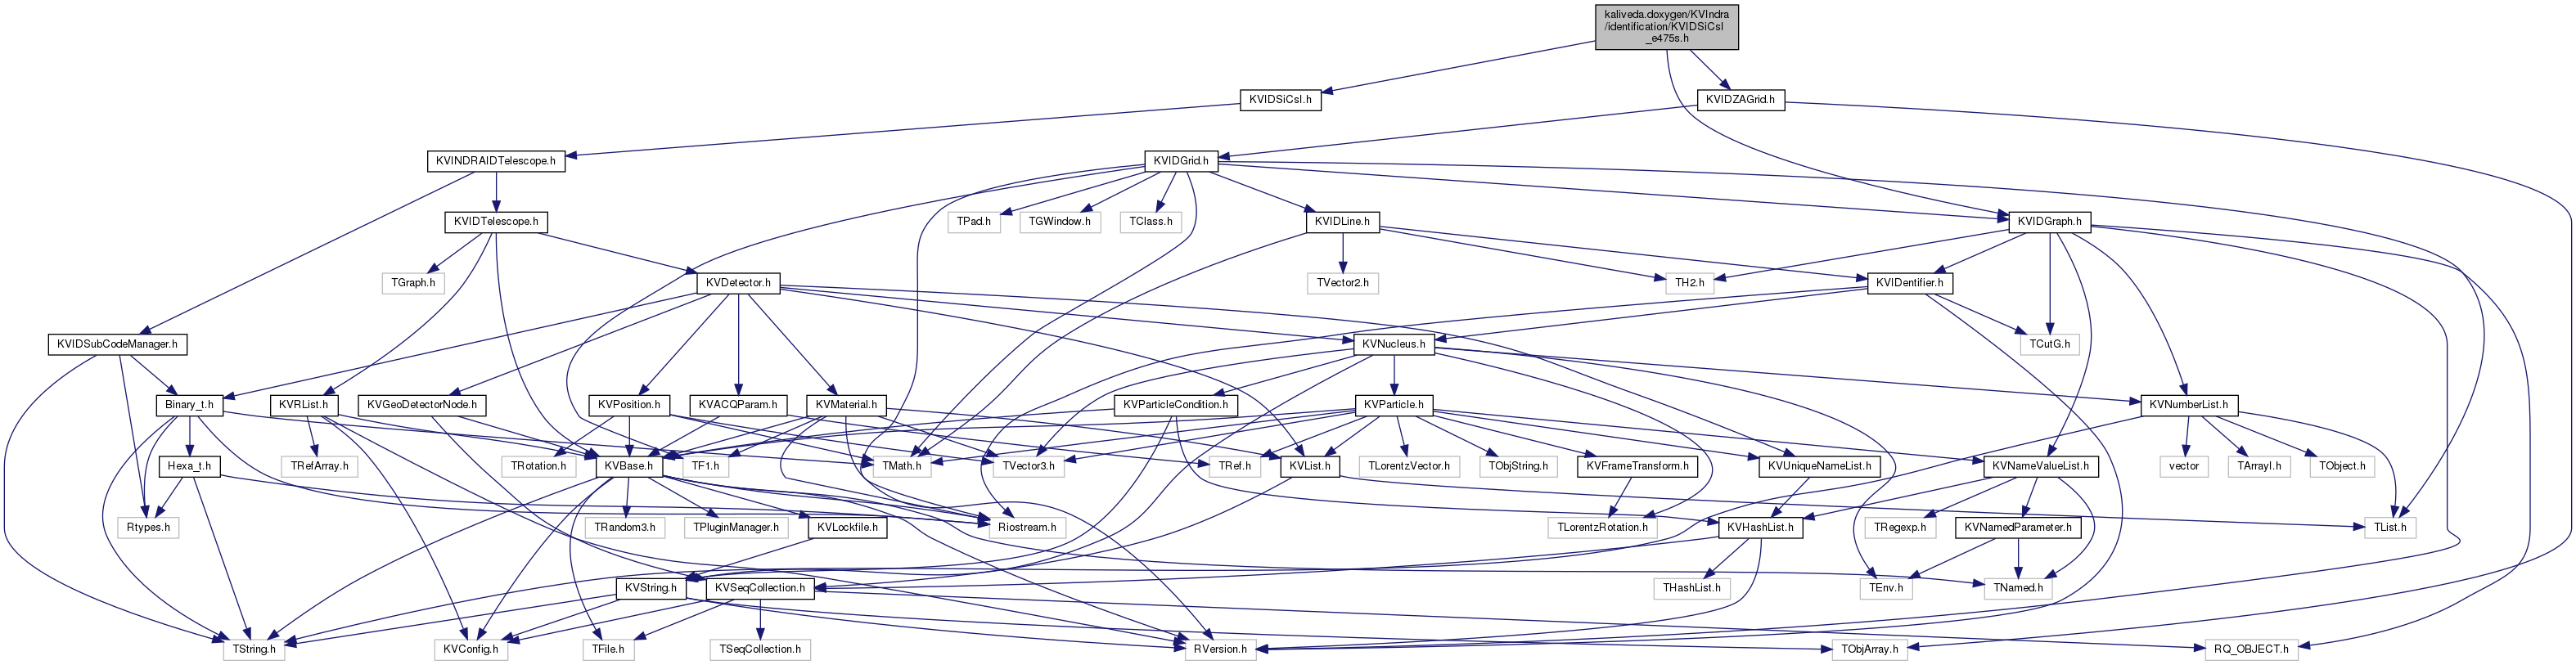 kaliveda.doxygen/KVIndra
/identification/KVIDSiCsI
_e475s.h
KVIDSiCsI.h
KVIDZAGrid.h
KVINDRAIDTelescope.h
KVIDGrid.h
KVIDTelescope.h
TPad.h
TGWindow.h
TClass.h
KVIDLine.h
KVIDGraph.h
TGraph.h
KVDetector.h
TVector2.h
TH2.h
KVIDentifier.h
KVIDSubCodeManager.h
KVNucleus.h
TCutG.h
Binary_t.h
KVRList.h
KVGeoDetectorNode.h
KVPosition.h
KVACQParam.h
KVMaterial.h
KVParticleCondition.h
KVParticle.h
KVNumberList.h
Hexa_t.h
TRefArray.h
TRotation.h
KVBase.h
TF1.h
TMath.h
TVector3.h
TRef.h
KVList.h
TLorentzVector.h
TObjString.h
KVFrameTransform.h
KVUniqueNameList.h
KVNameValueList.h
vector
TArrayI.h
TObject.h
Rtypes.h
TRandom3.h
TPluginManager.h
KVLockfile.h
Riostream.h
TLorentzRotation.h
KVHashList.h
TRegexp.h
KVNamedParameter.h
TList.h
KVString.h
KVSeqCollection.h
THashList.h
TEnv.h
TNamed.h
TString.h
KVConfig.h
TFile.h
TSeqCollection.h
RVersion.h
TObjArray.h
RQ_OBJECT.h